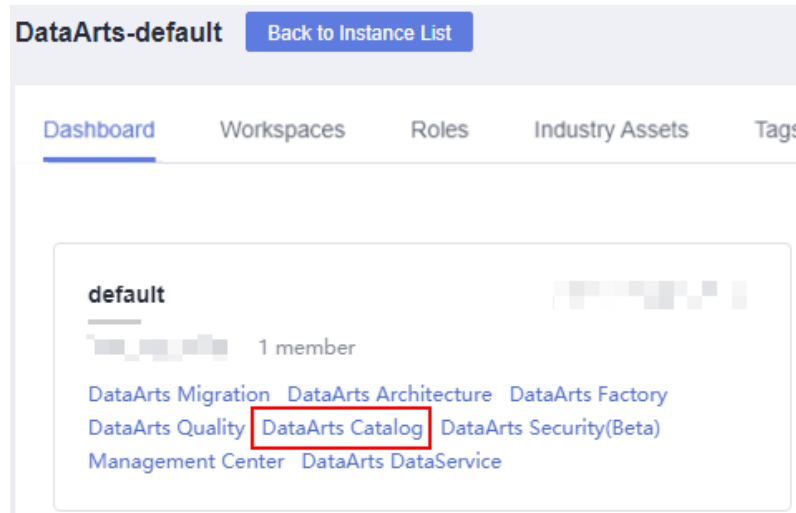 DataArts-default Back to Instance List
Dashboard Workspaces Roles Industry Assets Tags
default
1 member
DataArts Migration DataArts Architecture DataArts Factory
DataArts Quality DataArts Catalog DataArts Security(Beta)
Management Center DataArts DataService